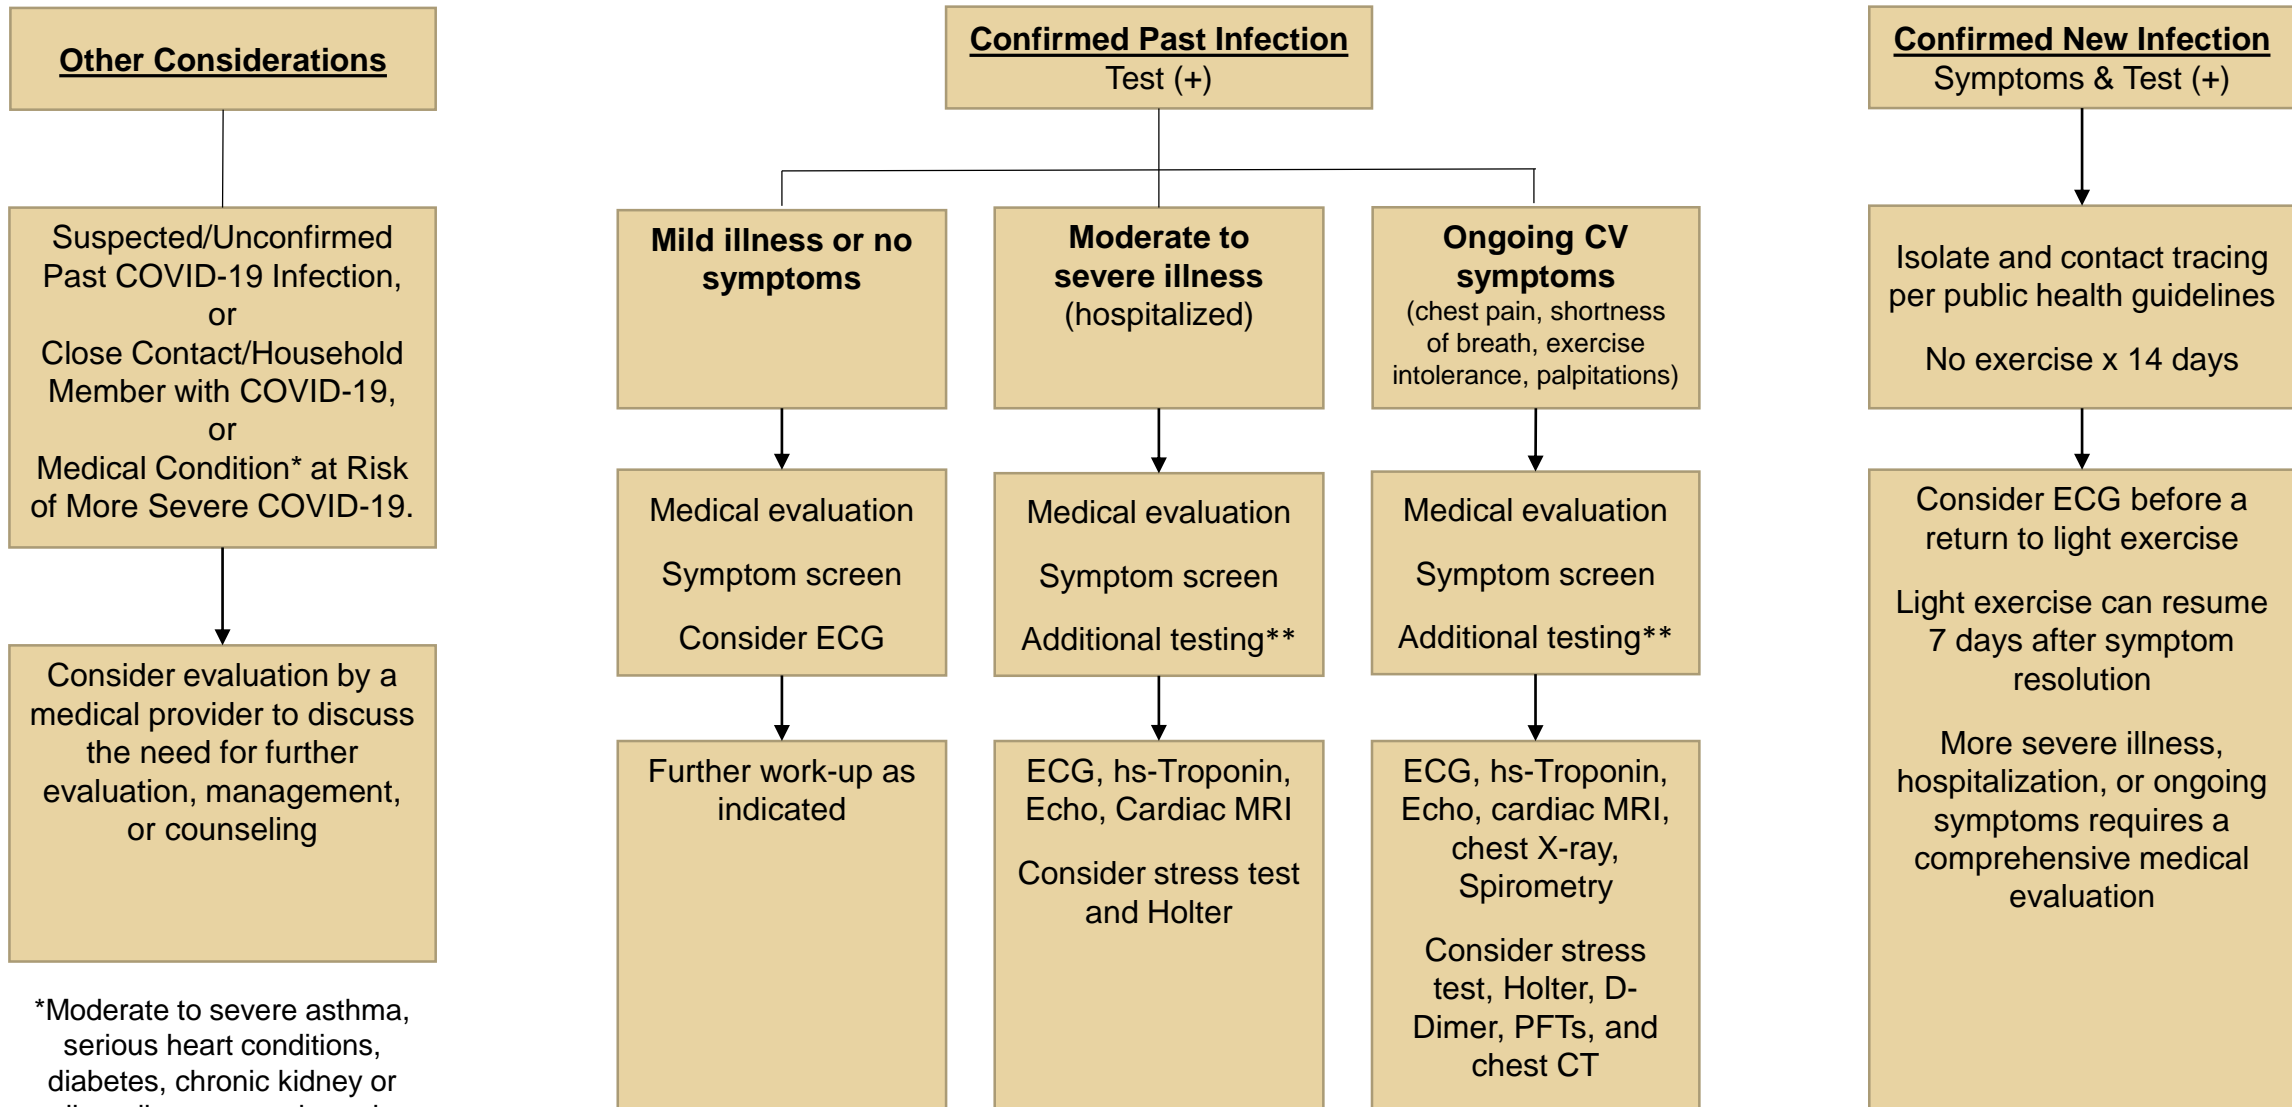 Other Considerations
Suspected/Unconfirmed
Past COVID-19 Infection,
or
Close Contact/Household
Member with COVID-19,
or
Medical Condition* at Risk
of More Severe COVID-19.
Consider evaluation by a
medical provider to discuss
the need for further
evaluation, management,
or counseling
*Moderate to severe asthma,
serious heart conditions,
diabetes, chronic kidney or
Confirmed Past Infection
Test (+)
Mild illness or no
symptoms
Medical evaluation
Symptom screen
Consider ECG
Further work-up as
indicated
Moderate to
severe illness
(hospitalized)
Medical evaluation
Symptom screen
Additional testing**
ECG, hs-Troponin,
Echo, Cardiac MRI
Consider stress test
and Holter
Ongoing CV
symptoms
(chest pain, shortness
of breath, exercise
intolerance, palpitations)
Medical evaluation
Symptom screen
Additional testing**
ECG, hs-Troponin,
Echo, cardiac MRI,
chest X-ray,
Spirometry
Consider stress
test, Holter, D-
Dimer, PFTs, and
chest CT
Confirmed New Infection
Symptoms & Test (+)
Isolate and contact tracing
per public health guidelines
No exercise x 14 days
Consider ECG before a
return to light exercise
Light exercise can resume
7 days after symptom
resolution
More severe illness,
hospitalization, or ongoing
symptoms requires a
comprehensive medical
evaluation